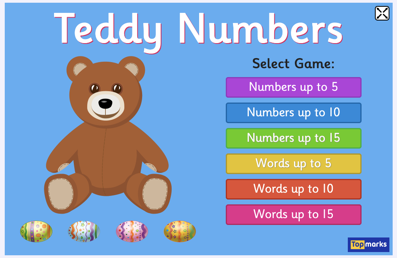 Teddy Numbers
Select Game:
Numbers up to 5
Numbers up to 10
Numbers up to 15
Words up to 5
Words up to 10
Words up to 15
Topmarks